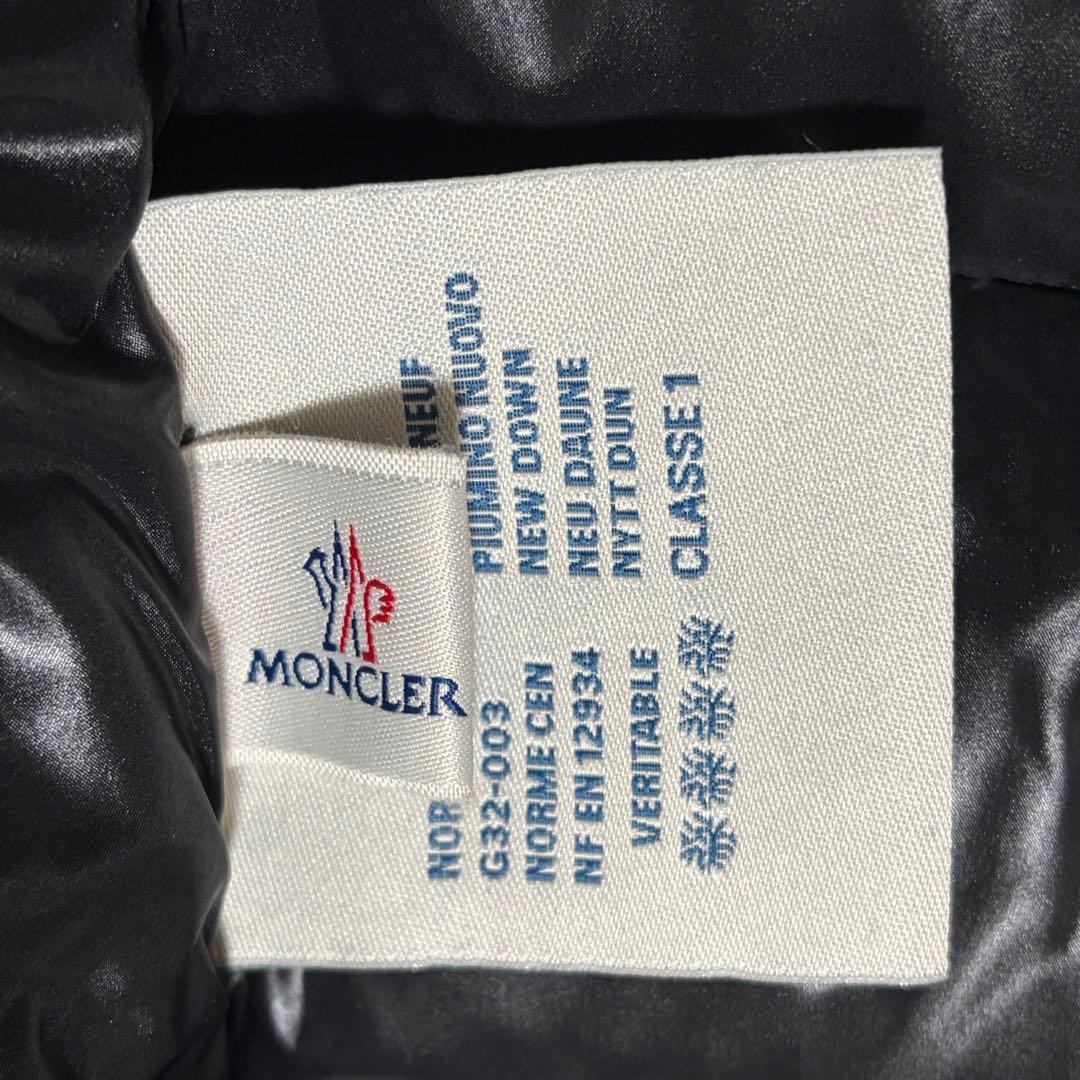 MONCLER
NEUF
PIUMINO NUOVO
NEW DOWN
NEU DAUNE
NYTT DUN
CLASSE 1
NOR
G32-003
NORME CEN
NF EN 12934
VERITABLE